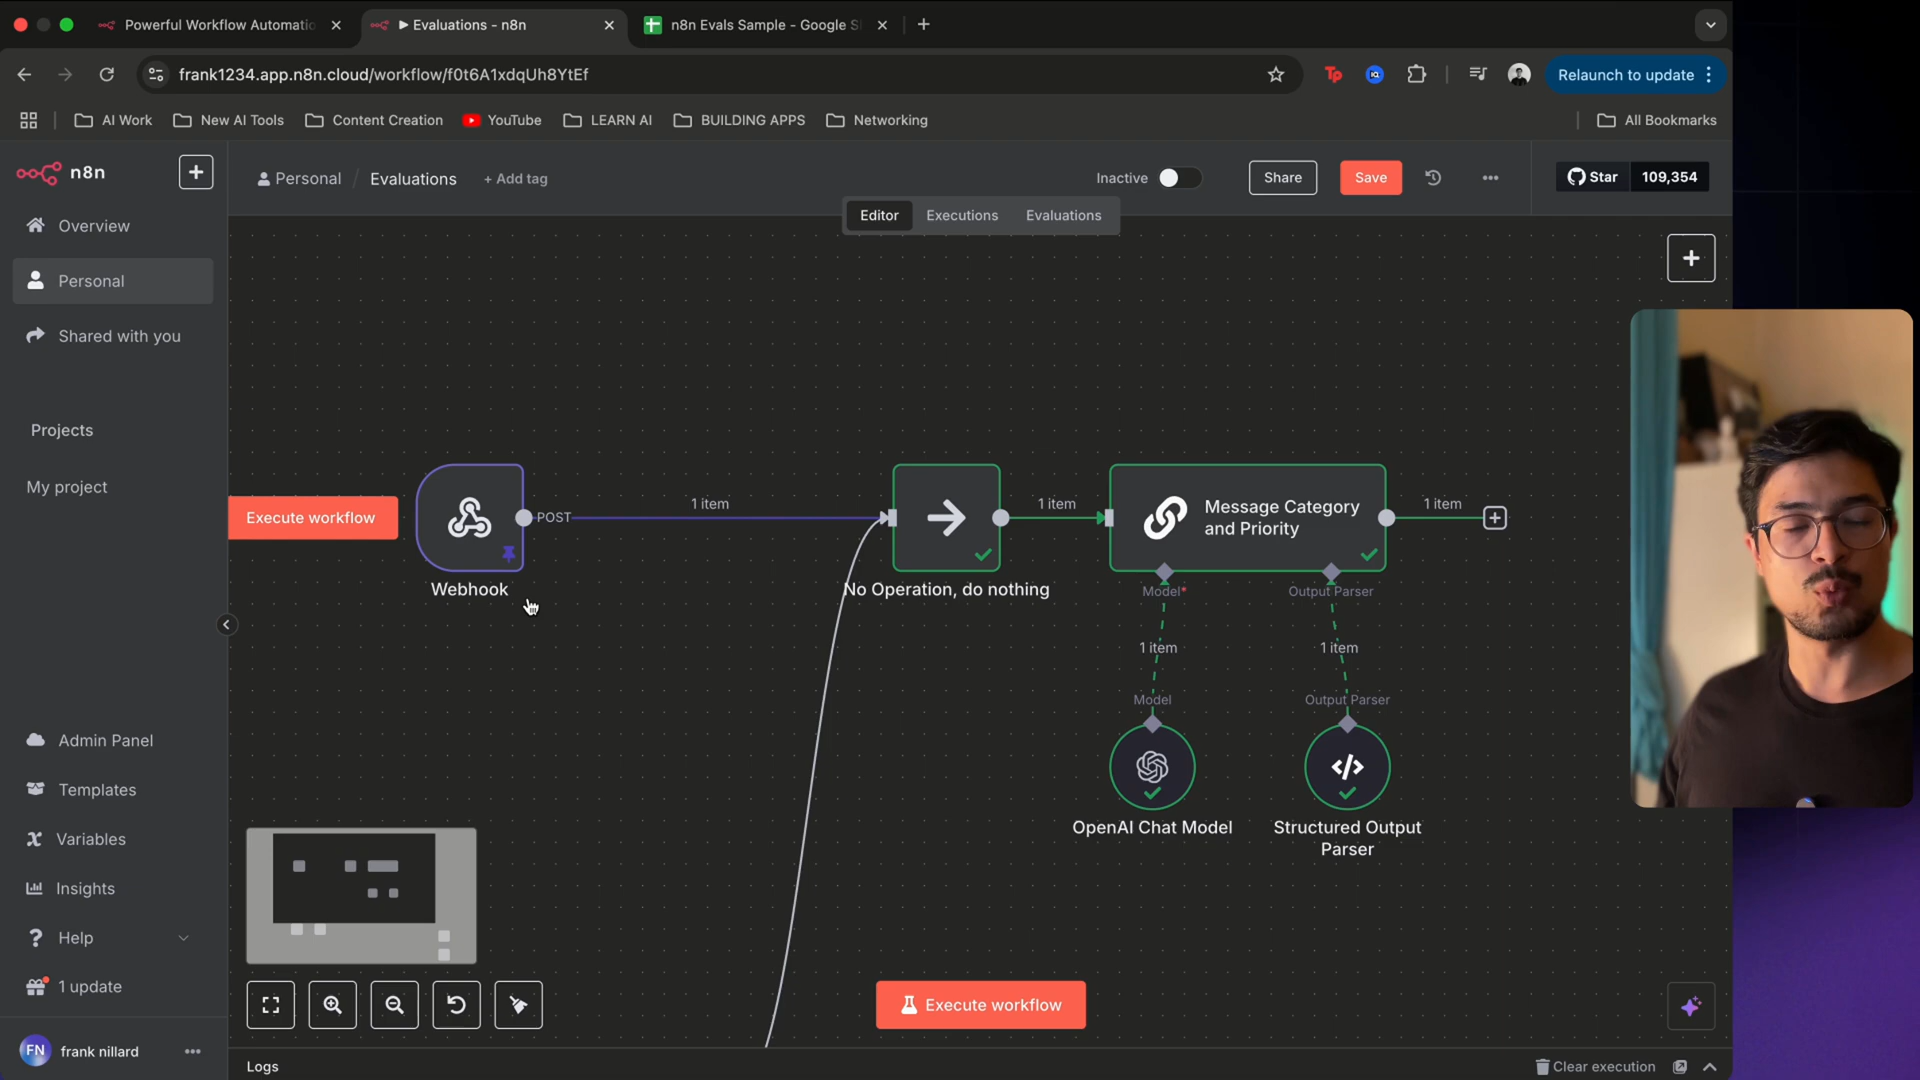 Powerful Workflow Automatio
▶ Evaluations - n8n
n8n Evals Sample - Google S
frank1234.app.n8n.cloud/workflow/f0t6A1xdqUh8YtEf
Tp
IQ
Relaunch to update
AI Work
New AI Tools
Content Creation
YouTube
LEARN AI
BUILDING APPS
Networking
All Bookmarks
n8n
Personal / Evaluations + Add tag
Inactive
Share
Save
Star 109,354
Editor Executions Evaluations
Overview
Personal
Shared with you
Projects
My project
Admin Panel
Templates
Variables
Insights
Help
1 update
FN frank nillard
Execute workflow
POST
1 item
1 item
Message Category
and Priority
1 item
Webhook
No Operation, do nothing
Model*
Output Parser
1 item
1 item
Model
Output Parser
OpenAI Chat Model
Structured Output
Parser
Execute workflow
Logs
Clear execution